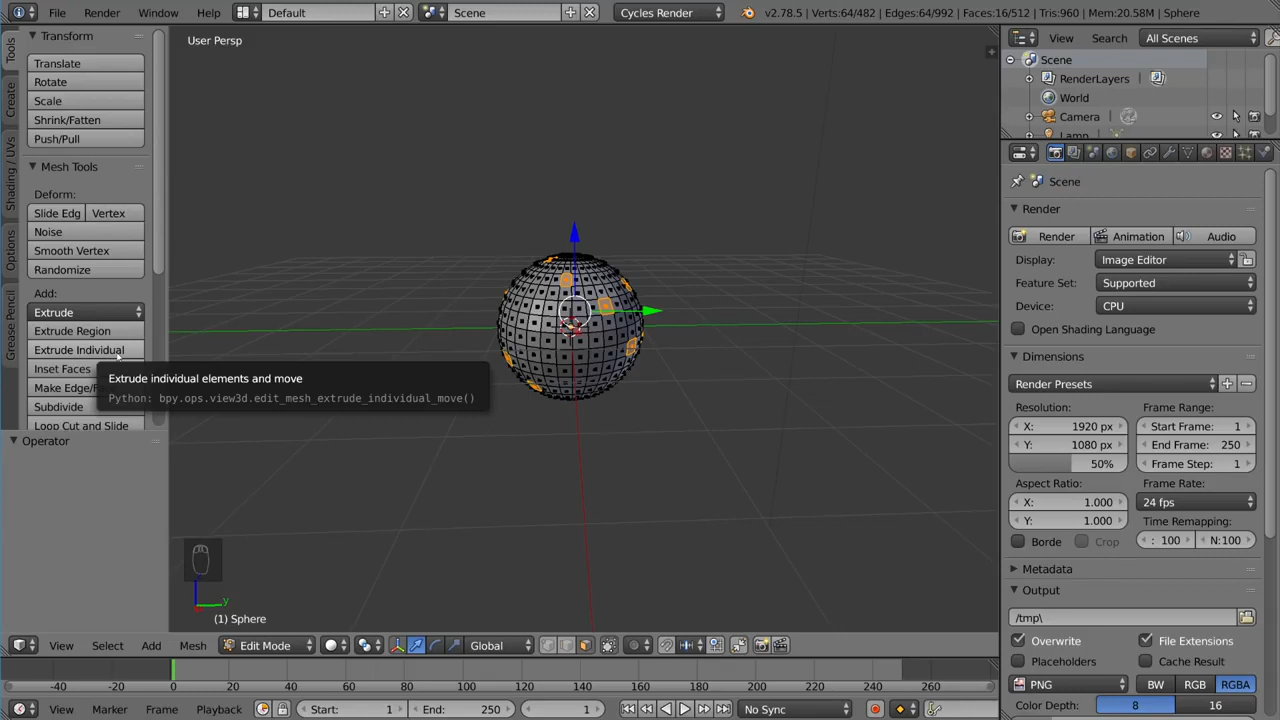 File Render Window Help Default Scene Cycles Render v2.78.5 | Verts:64/482 | Edges:64/992 | Faces:16/512 | Tris:960 | Mem:20.58M | Sphere
Tools
Create
Shading / UVs
Options
Grease Pencil
Transform
Translate
Rotate
Scale
Shrink/Fatten
Push/Pull
Mesh Tools
Deform:
Slide Edg Vertex
Noise
Smooth Vertex
Randomize
Add:
Extrude
Extrude Region
Extrude Individual
Inset Faces
Make Edge/Fa
Subdivide
Loop Cut and Slide
Operator
Extrude individual elements and move
Python: bpy.ops.view3d.edit_mesh_extrude_individual_move()
User Persp
y
(1) Sphere
View Select Add Mesh Edit Mode Global
-40 -20 0 20 40 60 80 100 120 140 160 180 200 220 240 260
View Marker Frame Playback Start: 1 End: 250 1 No Sync
View Search All Scenes
Scene
RenderLayers
World
Camera
Lamp
Scene
Render
Render Animation Audio
Display: Image Editor
Feature Set: Supported
Device: CPU
Open Shading Language
Dimensions
Render Presets
Resolution: Frame Range:
X: 1920 px Start Frame: 1
Y: 1080 px End Frame: 250
50% Frame Step: 1
Aspect Ratio: Frame Rate:
X: 1.000 24 fps
Y: 1.000 Time Remapping:
Borde Crop : 100 N:100
Metadata
Output
/tmp\
Overwrite File Extensions
Placeholders Cache Result
PNG BW RGB RGBA
Color Depth: 8 16